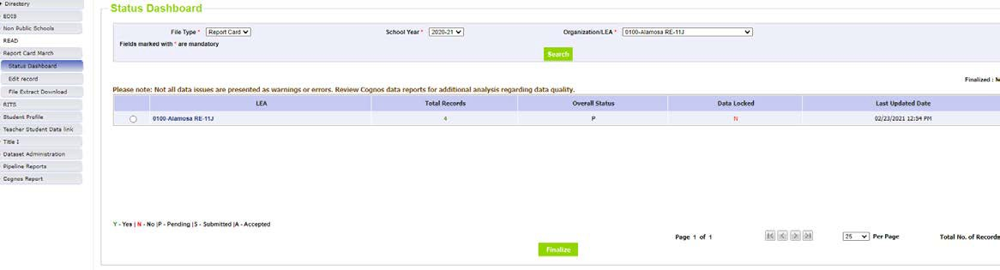 Directory
EDIS
Non Public Schools
READ
Report Card March
Status Dashboard
Edit record
File Extract Download
RITS
Student Profile
Teacher Student Data link
Title I
Dataset Administration
Pipeline Reports
Cognos Report
Status Dashboard
File Type * Report Card School Year * 2020-21 Organization/LEA * 0100-Alamosa RE-11J
Fields marked with * are mandatory
Search
Finalized :
Please note: Not all data issues are presented as warnings or errors. Review Cognos data reports for additional analysis regarding data quality.
LEA Total Records Overall Status Data Locked Last Updated Date
0100-Alamosa RE-11J 4 P N 02/23/2021 12:54 PM
Y - Yes | N - No |P - Pending |S - Submitted |A - Accepted
Page 1 of 1 25 Per Page Total No. of Records
Finalize